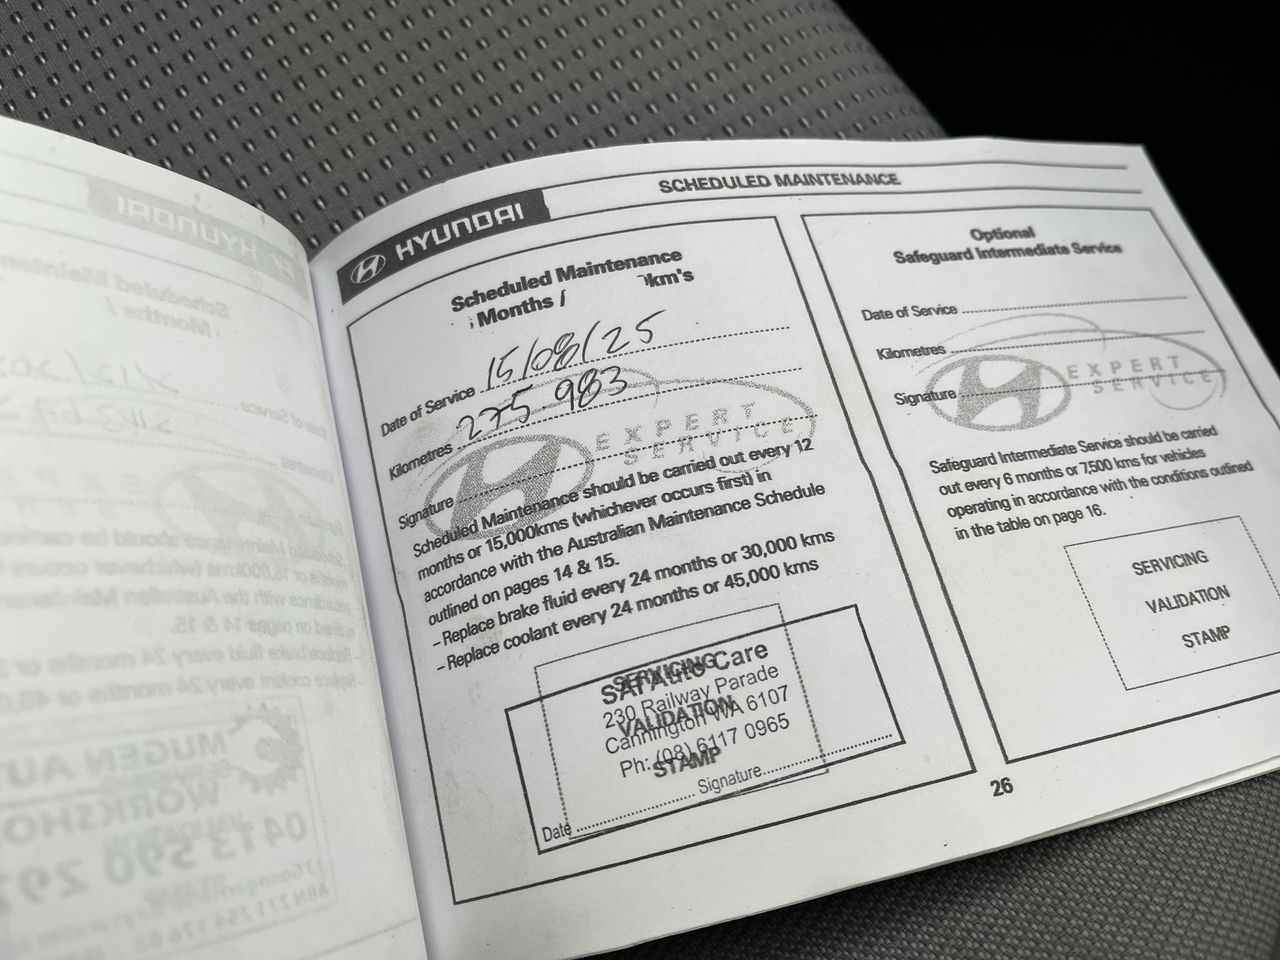 HYUNDAI
SCHEDULED MAINTENANCE
Scheduled Maintenance
Months / km's
Date of Service 15/08/25
Kilometres 275-983
EXPERT
SERVICE
Signature
Scheduled Maintenance should be carried out every 12
months or 15,000kms (whichever occurs first) in
accordance with the Australian Maintenance Schedule
outlined on pages 14 & 15.
– Replace brake fluid every 24 months or 30,000 kms
– Replace coolant every 24 months or 45,000 kms
SERVICING
VALIDATION
STAMP
Auto Care
230 Railway Parade
Cannington WA 6107
Ph: (08) 6117 0965
Date Signature
Optional
Safeguard Intermediate Service
Date of Service
Kilometres
EXPERT
SERVICE
Signature
Safeguard Intermediate Service should be carried
out every 6 months or 7,500 kms for vehicles
operating in accordance with the conditions outlined
in the table on page 16.
SERVICING
VALIDATION
STAMP
26